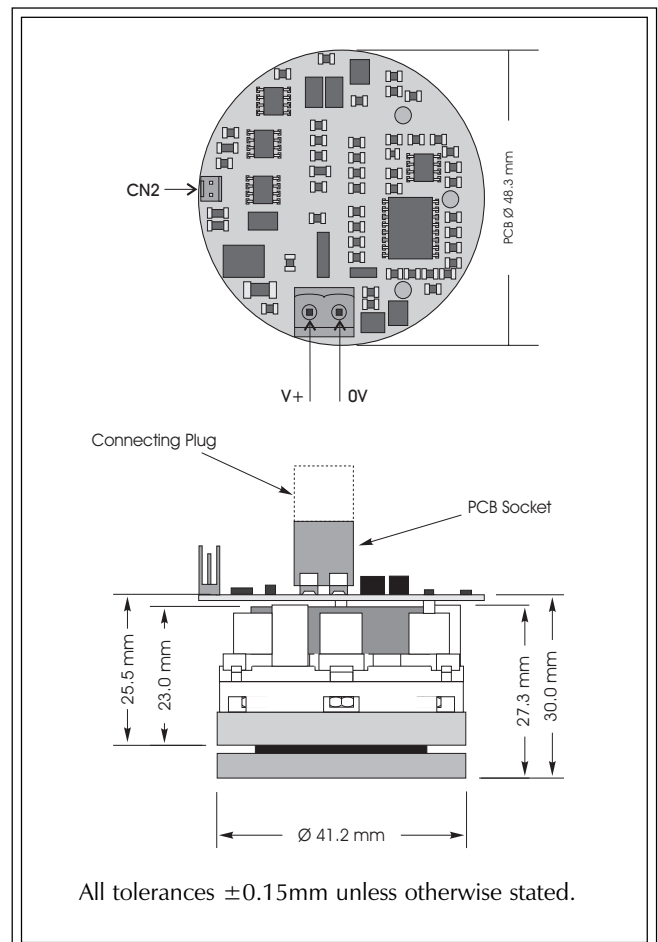 PCB Ø 48.3 mm
CN2
V+ 0V
Connecting Plug
PCB Socket
25.5 mm
23.0 mm
27.3 mm
30.0 mm
Ø 41.2 mm
All tolerances ±0.15mm unless otherwise stated.